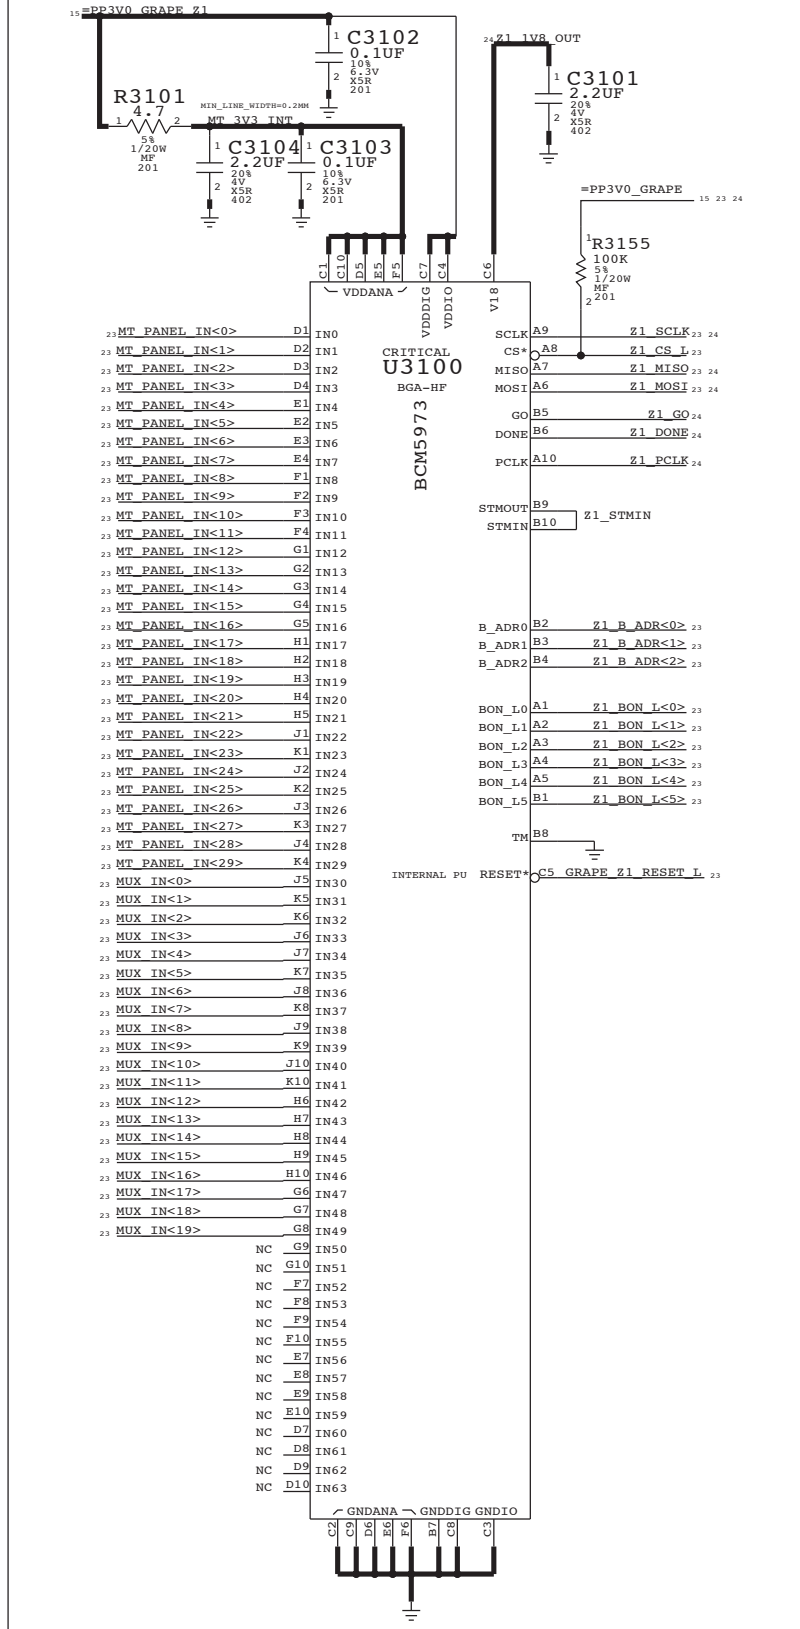 15 =PP3V0_GRAPE_Z1
1 C3102
0.1UF
10%
6.3V
2 X5R
201
24 Z1_1V8_OUT
1 C3101
2.2UF
20%
4V
2 X5R
402
R3101
4.7
1 2
5%
1/20W
MF
201
MIN_LINE_WIDTH=0.2MM
MT_3V3_INT
1 C3104
2.2UF
20%
4V
2 X5R
402
1 C3103
0.1UF
10%
6.3V
2 X5R
201
=PP3V0_GRAPE 15 23 24
1 R3155
100K
5%
1/20W
MF
2 201
C1 C10 D5 E5 F5 C7 C4 C6
VDDANA VDDDIG VDDIO V18
CRITICAL
U3100
BGA-HF
BCM5973
23 MT_PANEL_IN<0> D1 IN0
23 MT_PANEL_IN<1> D2 IN1
23 MT_PANEL_IN<2> D3 IN2
23 MT_PANEL_IN<3> D4 IN3
23 MT_PANEL_IN<4> E1 IN4
23 MT_PANEL_IN<5> E2 IN5
23 MT_PANEL_IN<6> E3 IN6
23 MT_PANEL_IN<7> E4 IN7
23 MT_PANEL_IN<8> F1 IN8
23 MT_PANEL_IN<9> F2 IN9
23 MT_PANEL_IN<10> F3 IN10
23 MT_PANEL_IN<11> F4 IN11
23 MT_PANEL_IN<12> G1 IN12
23 MT_PANEL_IN<13> G2 IN13
23 MT_PANEL_IN<14> G3 IN14
23 MT_PANEL_IN<15> G4 IN15
23 MT_PANEL_IN<16> G5 IN16
23 MT_PANEL_IN<17> H1 IN17
23 MT_PANEL_IN<18> H2 IN18
23 MT_PANEL_IN<19> H3 IN19
23 MT_PANEL_IN<20> H4 IN20
23 MT_PANEL_IN<21> H5 IN21
23 MT_PANEL_IN<22> J1 IN22
23 MT_PANEL_IN<23> K1 IN23
23 MT_PANEL_IN<24> J2 IN24
23 MT_PANEL_IN<25> K2 IN25
23 MT_PANEL_IN<26> J3 IN26
23 MT_PANEL_IN<27> K3 IN27
23 MT_PANEL_IN<28> J4 IN28
23 MT_PANEL_IN<29> K4 IN29
23 MUX_IN<0> J5 IN30
23 MUX_IN<1> K5 IN31
23 MUX_IN<2> K6 IN32
23 MUX_IN<3> J6 IN33
23 MUX_IN<4> J7 IN34
23 MUX_IN<5> K7 IN35
23 MUX_IN<6> J8 IN36
23 MUX_IN<7> K8 IN37
23 MUX_IN<8> J9 IN38
23 MUX_IN<9> K9 IN39
23 MUX_IN<10> J10 IN40
23 MUX_IN<11> K10 IN41
23 MUX_IN<12> H6 IN42
23 MUX_IN<13> H7 IN43
23 MUX_IN<14> H8 IN44
23 MUX_IN<15> H9 IN45
23 MUX_IN<16> H10 IN46
23 MUX_IN<17> G6 IN47
23 MUX_IN<18> G7 IN48
23 MUX_IN<19> G8 IN49
NC G9 IN50
NC G10 IN51
NC F7 IN52
NC F8 IN53
NC F9 IN54
NC F10 IN55
NC E7 IN56
NC E8 IN57
NC E9 IN58
NC E10 IN59
NC D7 IN60
NC D8 IN61
NC D9 IN62
NC D10 IN63
SCLK A9 Z1_SCLK 23 24
CS* A8 Z1_CS_L 23
MISO A7 Z1_MISO 23 24
MOSI A6 Z1_MOSI 23 24
GO B5 Z1_GO 24
DONE B6 Z1_DONE 24
PCLK A10 Z1_PCLK 24
STMOUT B9
Z1_STMIN
STMIN B10
B_ADR0 B2 Z1_B_ADR<0> 23
B_ADR1 B3 Z1_B_ADR<1> 23
B_ADR2 B4 Z1_B_ADR<2> 23
BON_L0 A1 Z1_BON_L<0> 23
BON_L1 A2 Z1_BON_L<1> 23
BON_L2 A3 Z1_BON_L<2> 23
BON_L3 A4 Z1_BON_L<3> 23
BON_L4 A5 Z1_BON_L<4> 23
BON_L5 B1 Z1_BON_L<5> 23
TM B8
INTERNAL PU RESET* C5 GRAPE_Z1_RESET_L 23
GNDANA GNDDIG GNDIO
C2 C9 D6 E6 F6 B7 C8 C3